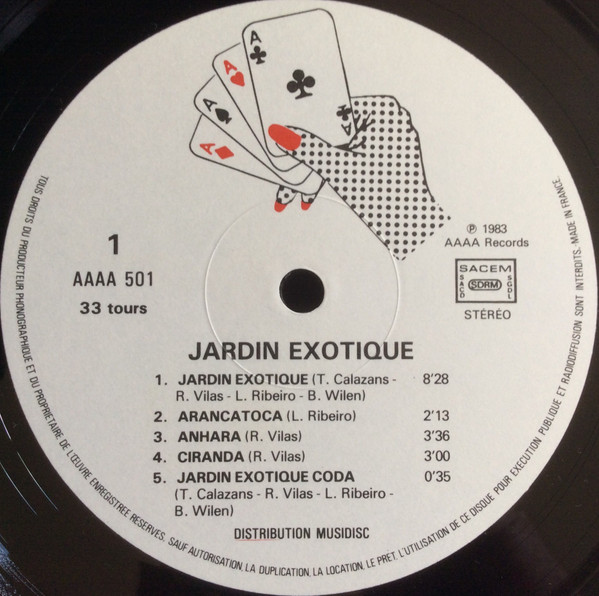 A
A
A
A
A
1
AAAA 501
33 tours
℗ 1983
AAAA Records
SACEM
SACD
SDRM
SGDL
STÉRÉO
JARDIN EXOTIQUE
1. JARDIN EXOTIQUE (T. Calazans - 8'28
R. Vilas - L. Ribeiro - B. Wilen)
2. ARANCATOCA (L. Ribeiro) 2'13
3. ANHARA (R. Vilas) 3'36
4. CIRANDA (R. Vilas) 3'00
5. JARDIN EXOTIQUE CODA 0'35
(T. Calazans - R. Vilas - L. Ribeiro -
B. Wilen)
DISTRIBUTION MUSIDISC
TOUS DROITS DU PRODUCTEUR PHONOGRAPHIQUE ET DU PROPRIETAIRE DE L'ŒUVRE ENREGISTREE RESERVES. SAUF AUTORISATION, LA DUPLICATION, LA LOCATION, LE PRET, L'UTILISATION DE CE DISQUE POUR EXECUTION PUBLIQUE ET RADIODIFFUSION SONT INTERDITS. MADE IN FRANCE.